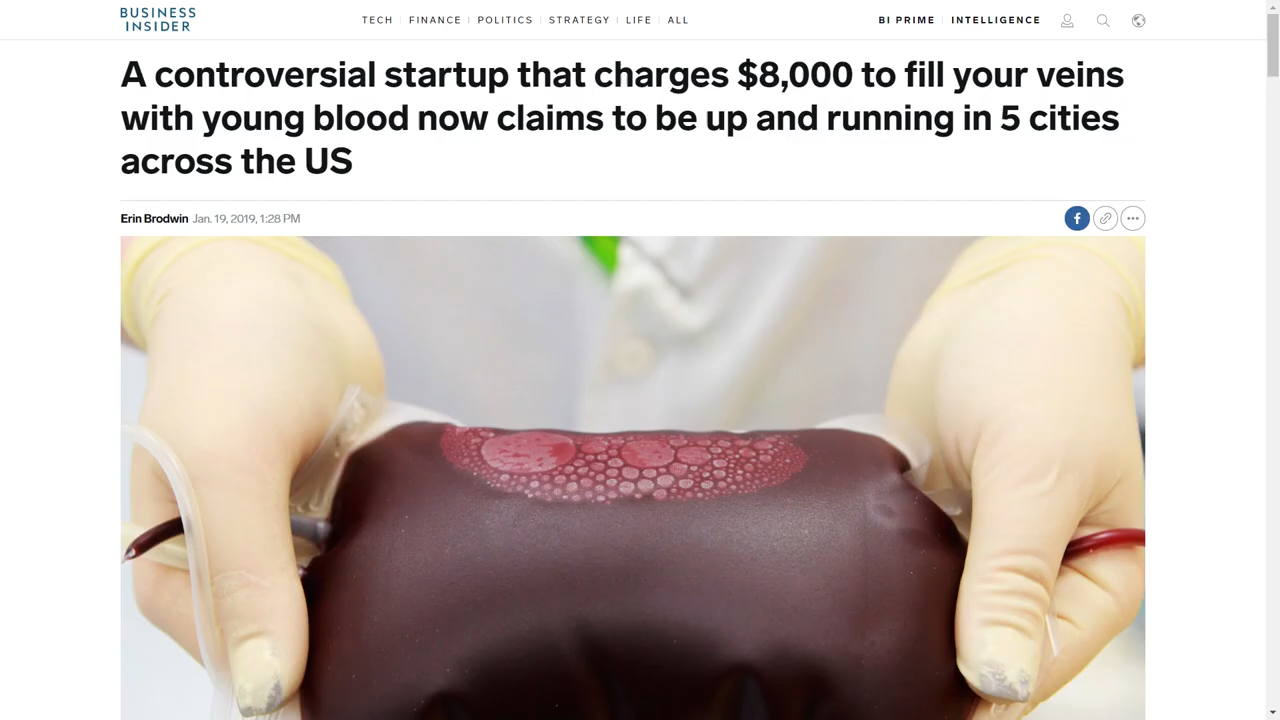 BUSINESS
INSIDER
TECH FINANCE POLITICS STRATEGY LIFE ALL
BI PRIME INTELLIGENCE
A controversial startup that charges $8,000 to fill your veins
with young blood now claims to be up and running in 5 cities
across the US
Erin Brodwin Jan. 19, 2019, 1:28 PM